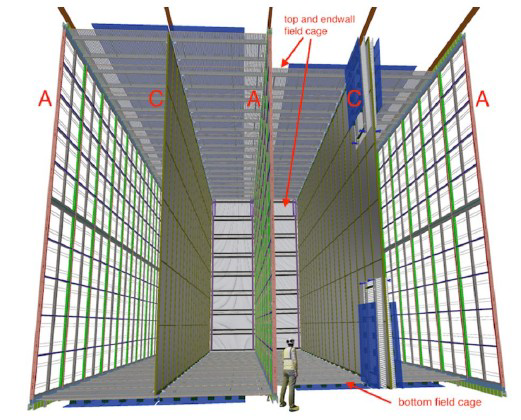 top and endwall
field cage
A
C
A
C
A
bottom field cage